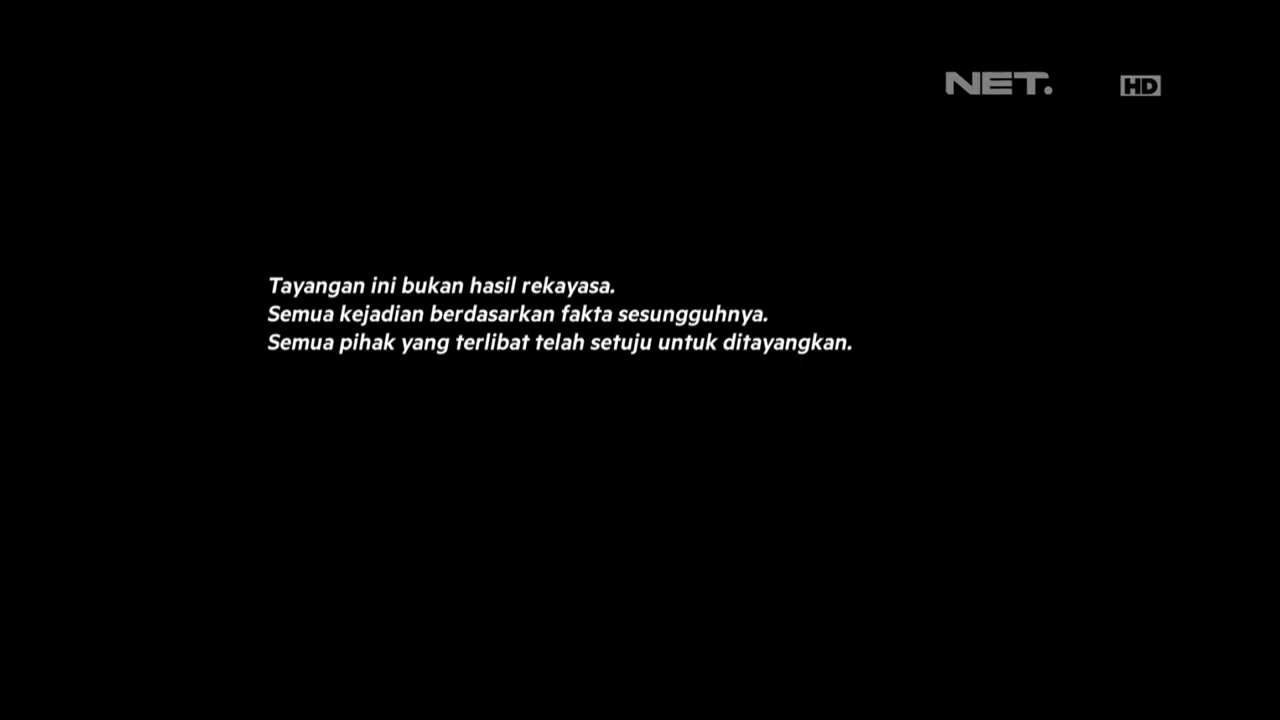 NET. HD
Tayangan ini bukan hasil rekayasa.
Semua kejadian berdasarkan fakta sesungguhnya.
Semua pihak yang terlibat telah setuju untuk ditayangkan.